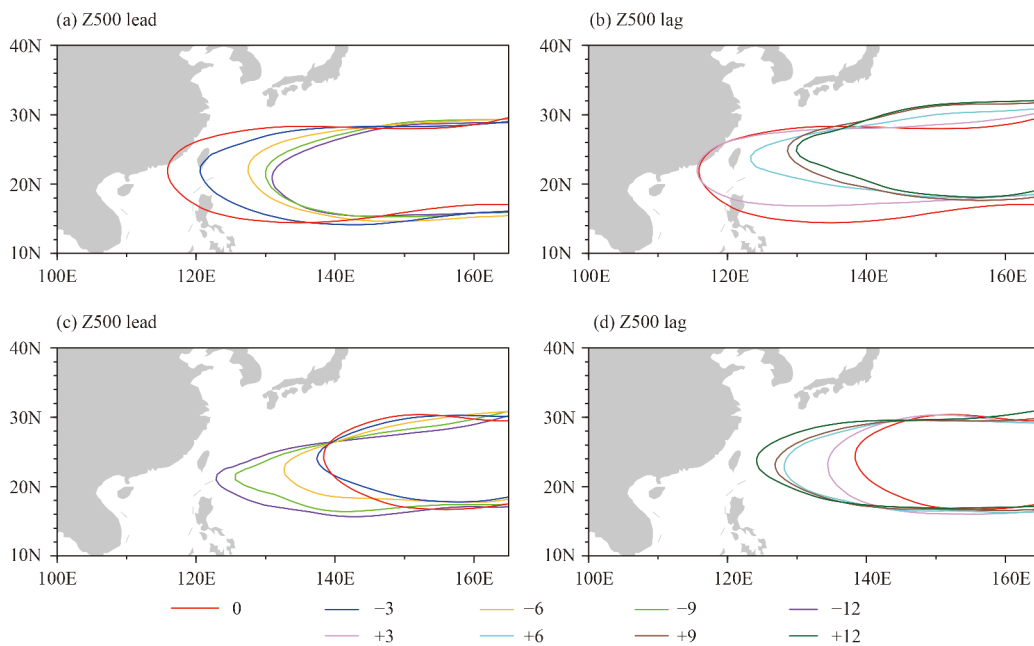 (a) Z500 lead
(b) Z500 lag
40N
30N
20N
10N
100E 120E 140E 160E
40N
30N
20N
10N
100E 120E 140E 160E
(c) Z500 lead
(d) Z500 lag
40N
30N
20N
10N
100E 120E 140E 160E
40N
30N
20N
10N
100E 120E 140E 160E
0 −3 −6 −9 −12
+3 +6 +9 +12